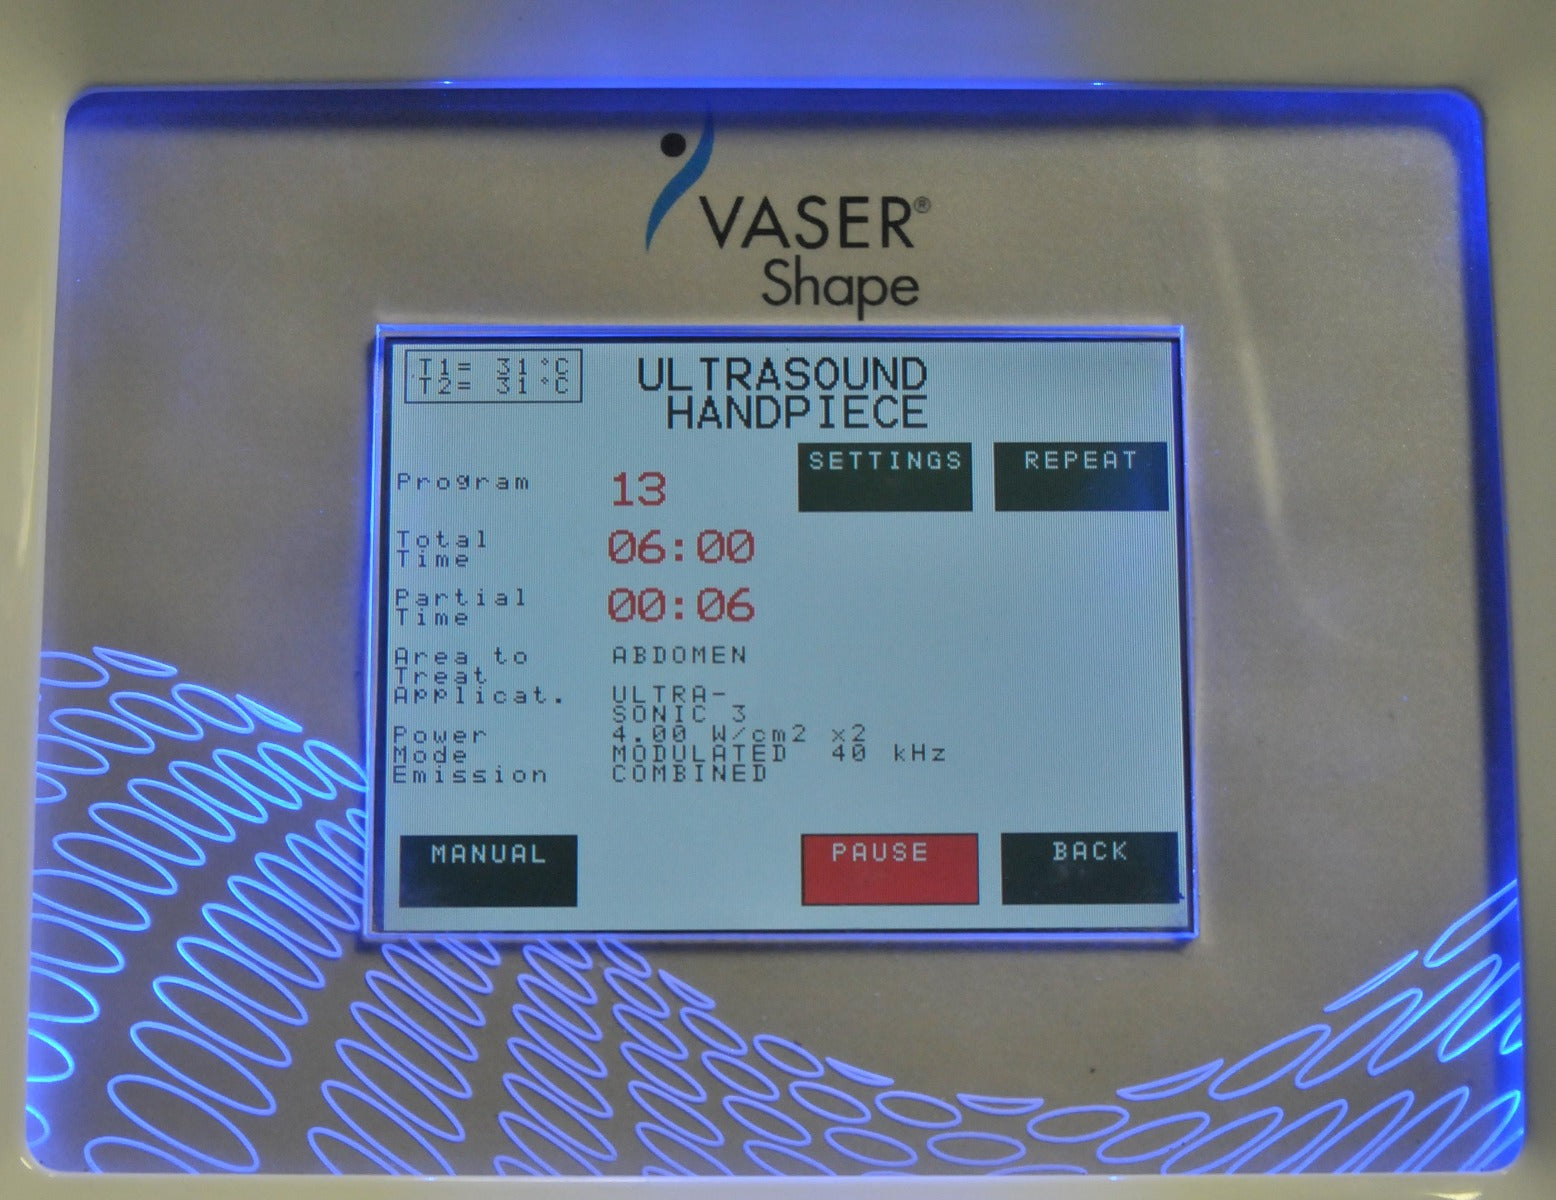 VASER®
Shape
T1= 31 °C
T2= 31 °C
ULTRASOUND
HANDPIECE
SETTINGS
REPEAT
Program 13
Total
Time 06:00
Partial
Time 00:06
Area to
Treat ABDOMEN
Applicat. ULTRA-
SONIC 3
Power 4.00 W/cm2 x2
Mode MODULATED 40 kHz
Emission COMBINED
MANUAL
PAUSE
BACK